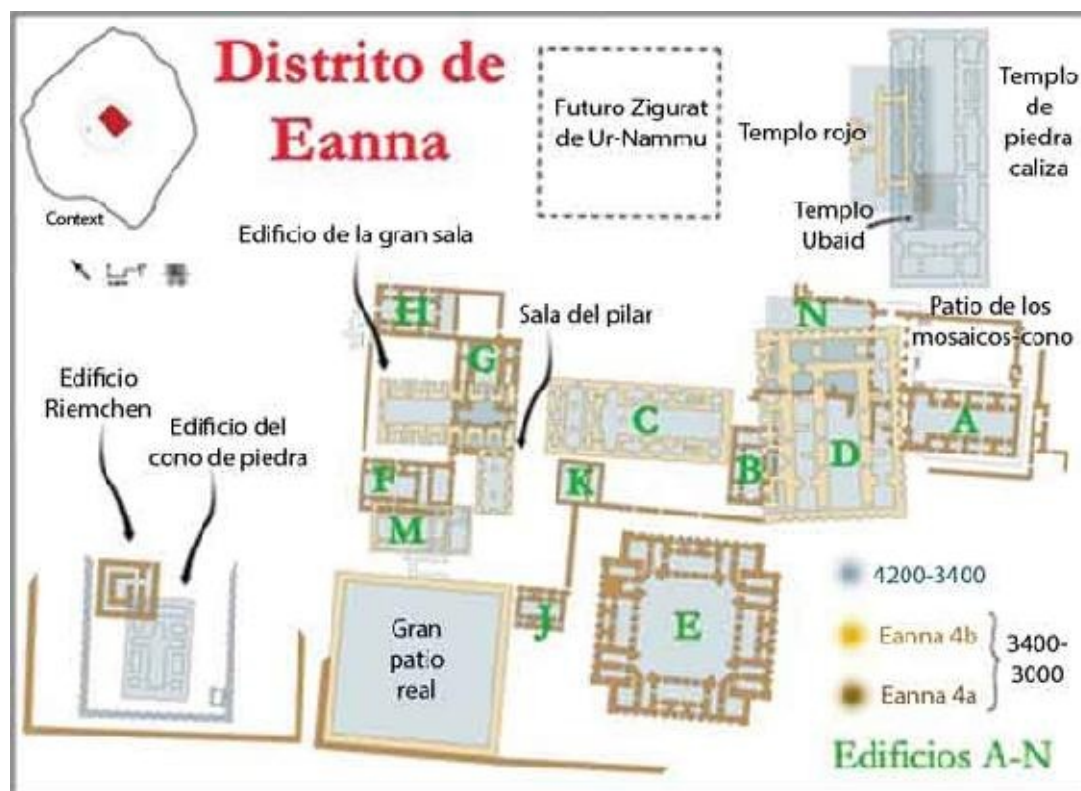 Distrito de
Eanna
Context
Futuro Zigurat
de Ur-Nammu
Templo rojo
Templo
de
piedra
caliza
Templo
Ubaid
Edificio de la gran sala
Sala del pilar
Patio de los
mosaicos-cono
Edificio
Riemchen
Edificio del
cono de piedra
H
G
N
C
A
B
D
F
K
M
J
E
Gran
patio
real
4200-3400
Eanna 4b
Eanna 4a
3400-
3000
Edificios A-N